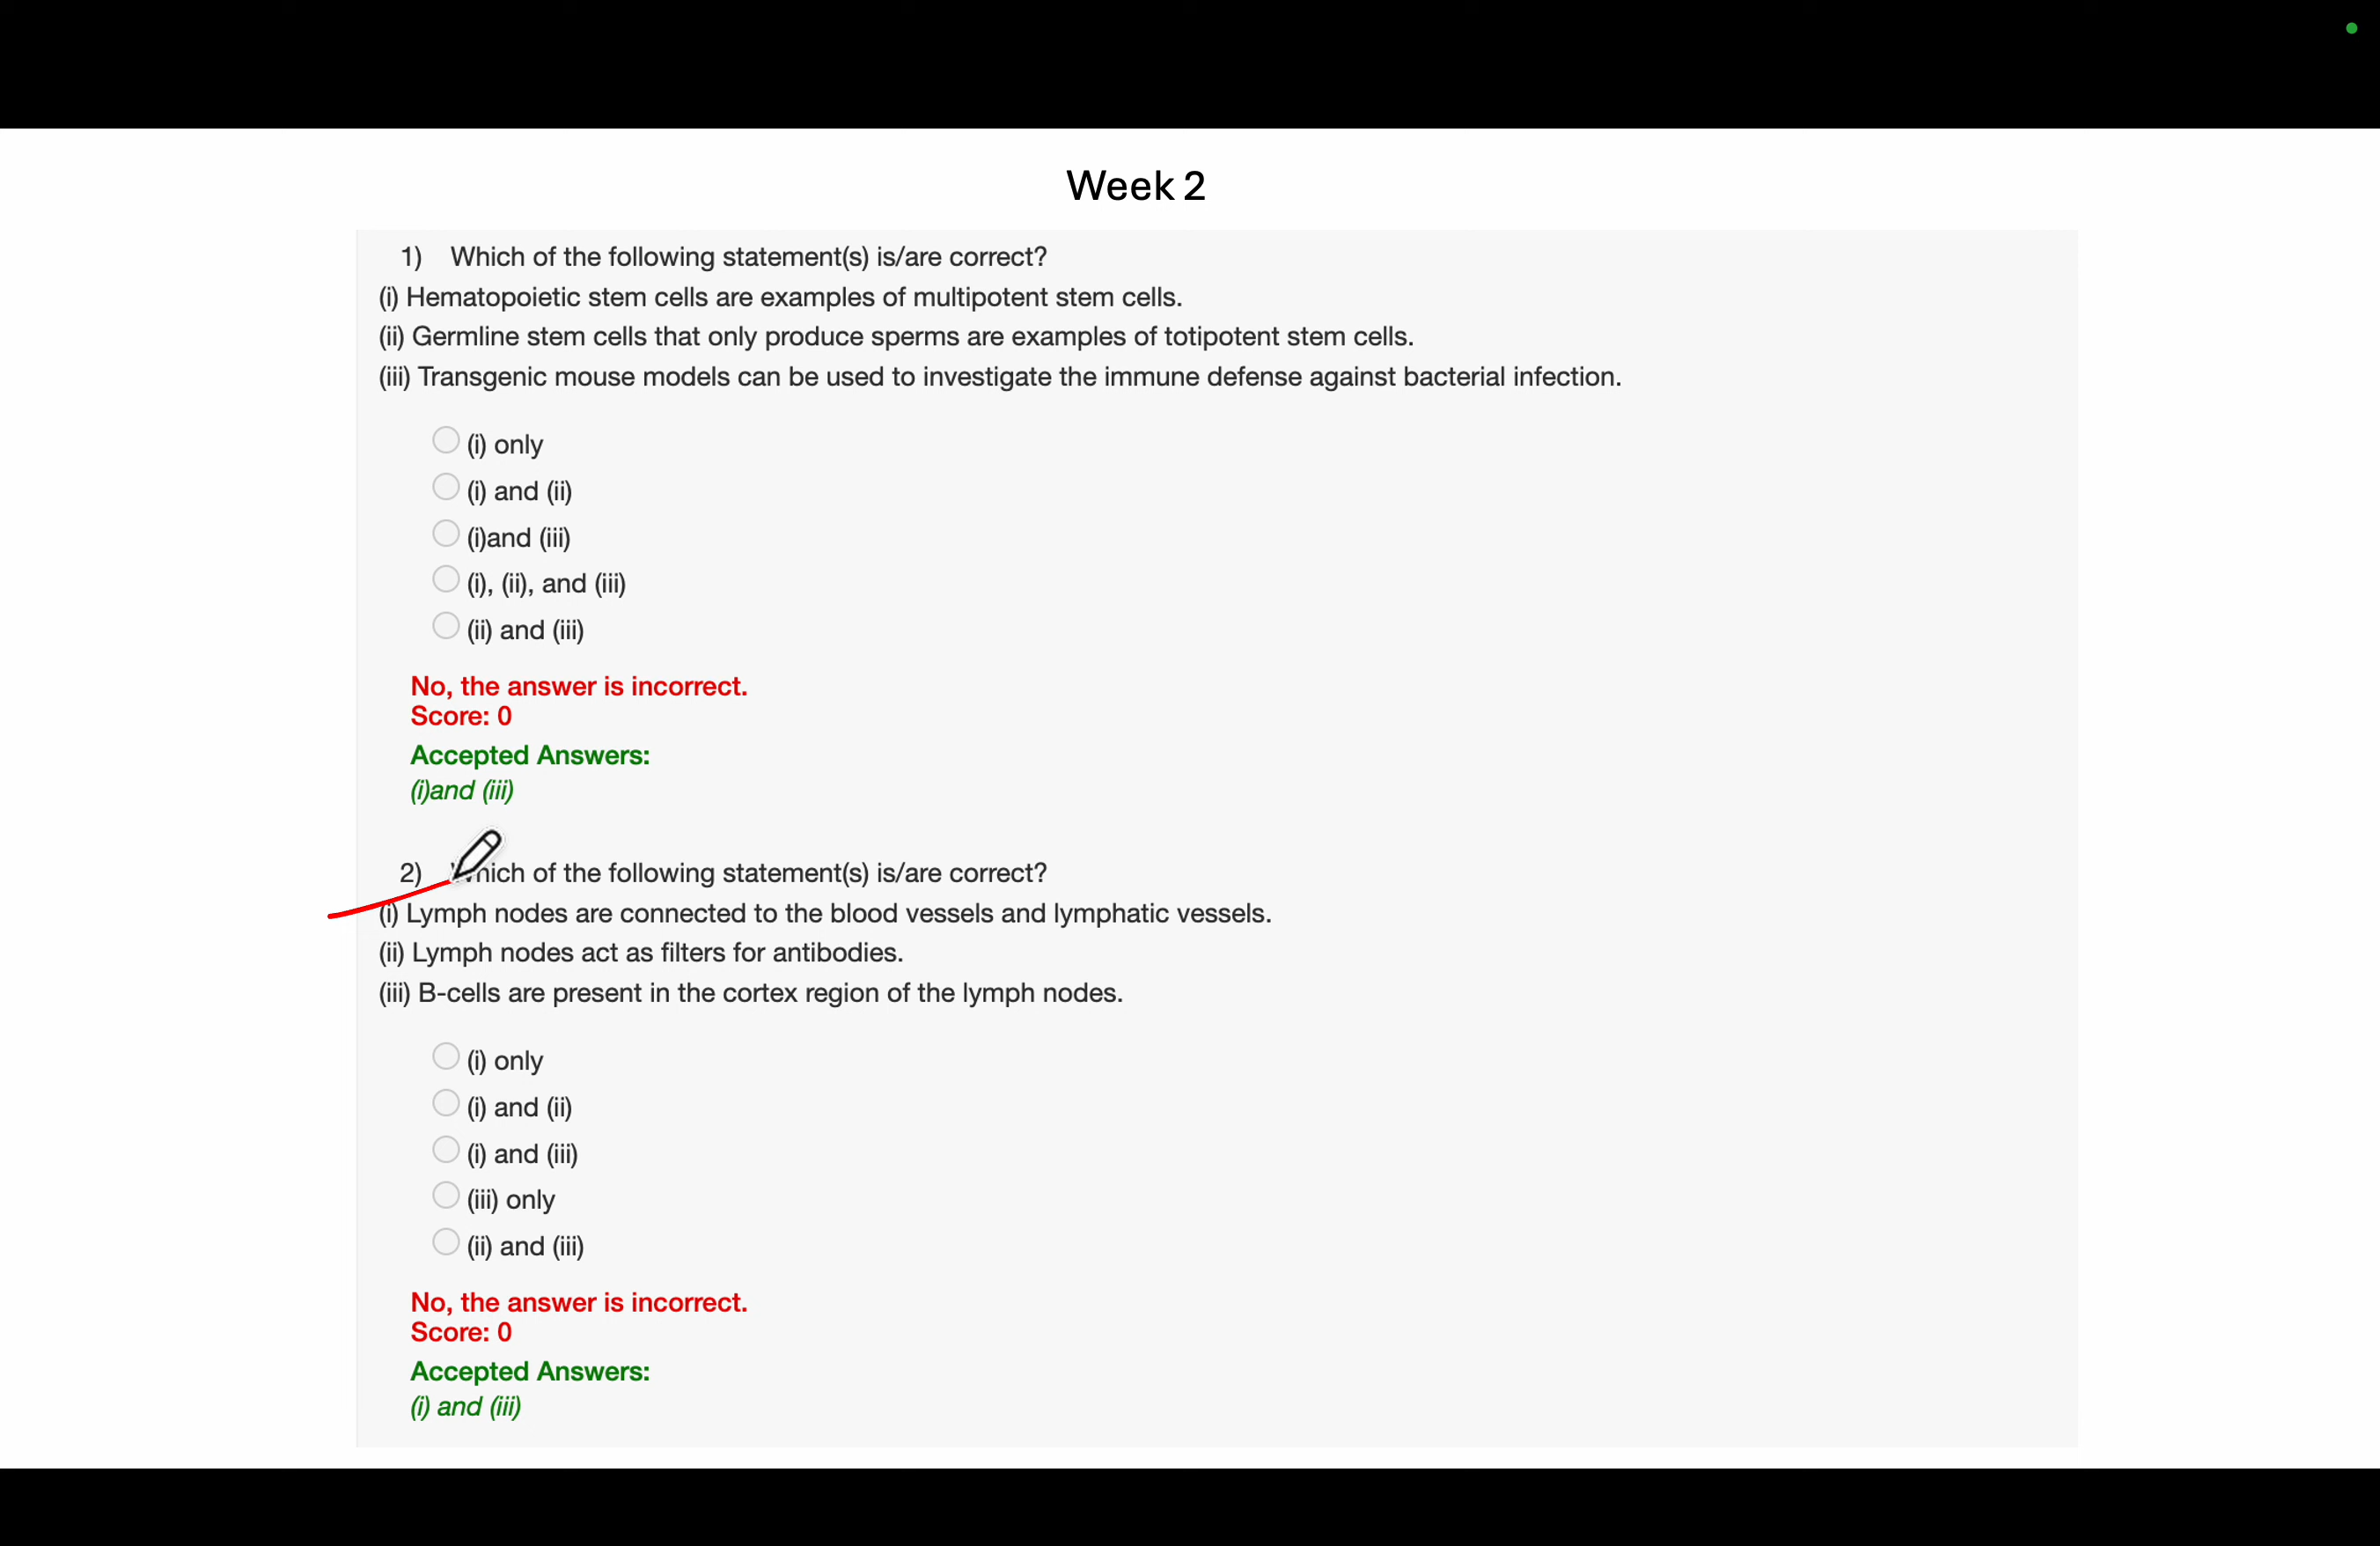 Week 2
1) Which of the following statement(s) is/are correct?
(i) Hematopoietic stem cells are examples of multipotent stem cells.
(ii) Germline stem cells that only produce sperms are examples of totipotent stem cells.
(iii) Transgenic mouse models can be used to investigate the immune defense against bacterial infection.
(i) only
(i) and (ii)
(i)and (iii)
(i), (ii), and (iii)
(ii) and (iii)
No, the answer is incorrect.
Score: 0
Accepted Answers:
(i)and (iii)
2) Which of the following statement(s) is/are correct?
(i) Lymph nodes are connected to the blood vessels and lymphatic vessels.
(ii) Lymph nodes act as filters for antibodies.
(iii) B-cells are present in the cortex region of the lymph nodes.
(i) only
(i) and (ii)
(i) and (iii)
(iii) only
(ii) and (iii)
No, the answer is incorrect.
Score: 0
Accepted Answers:
(i) and (iii)